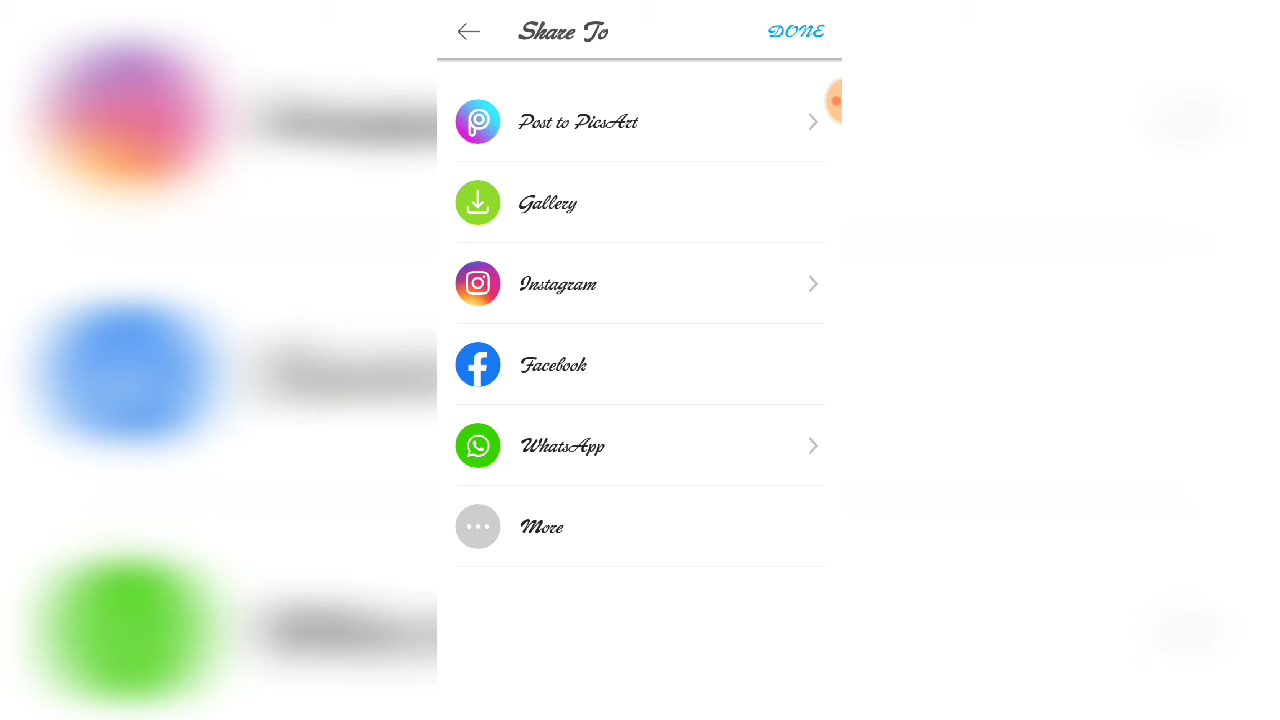 Share To
DONE
Post to PicsArt
Gallery
Instagram
Facebook
WhatsApp
More